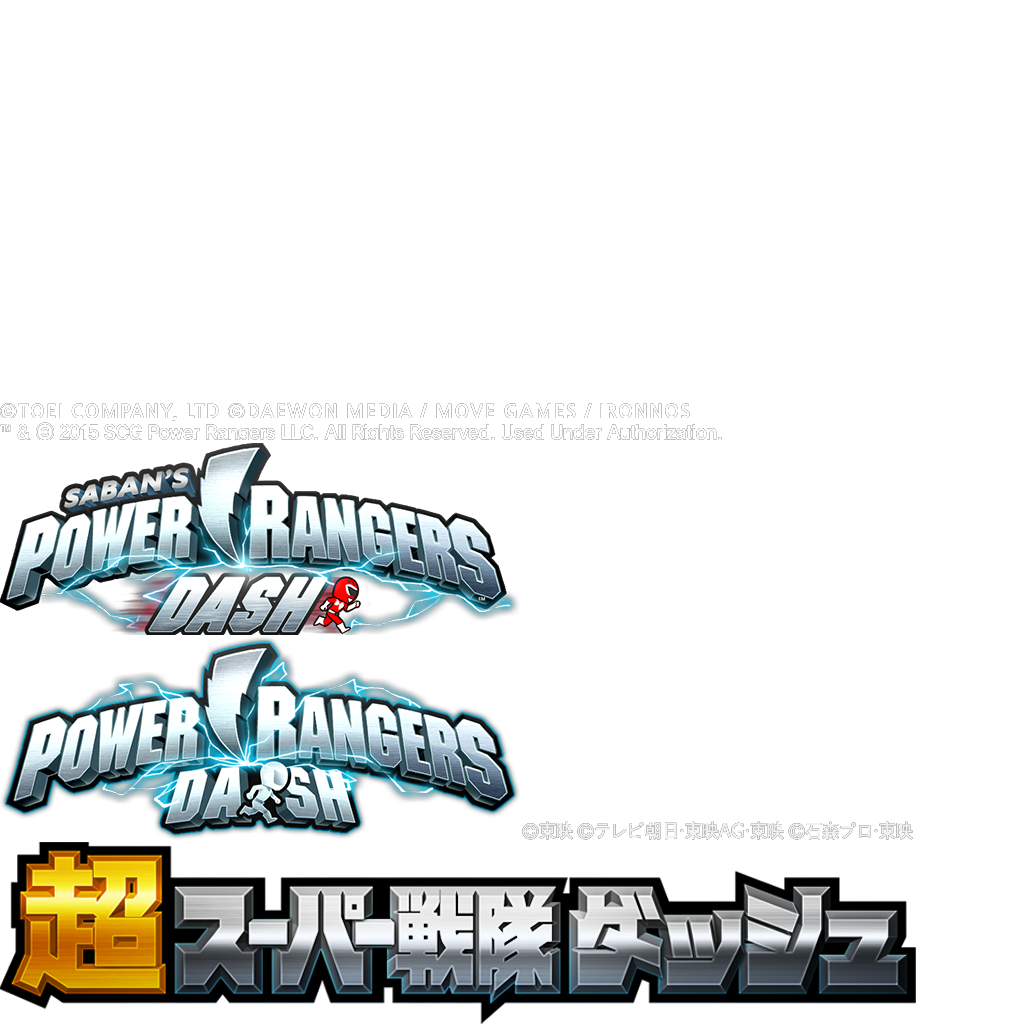 ©TOEI COMPANY, LTD ©DAEWON MEDIA / MOVE GAMES / IRONNOS
™ & © 2015 SCG Power Rangers LLC. All Rights Reserved. Used Under Authorization.
SABAN'S
POWER RANGERS
DASH ™
POWER RANGERS
DASH
©東映 ©テレビ朝日·東映AG·東映 ©石森プロ·東映
超スーパー戦隊ダッシュ